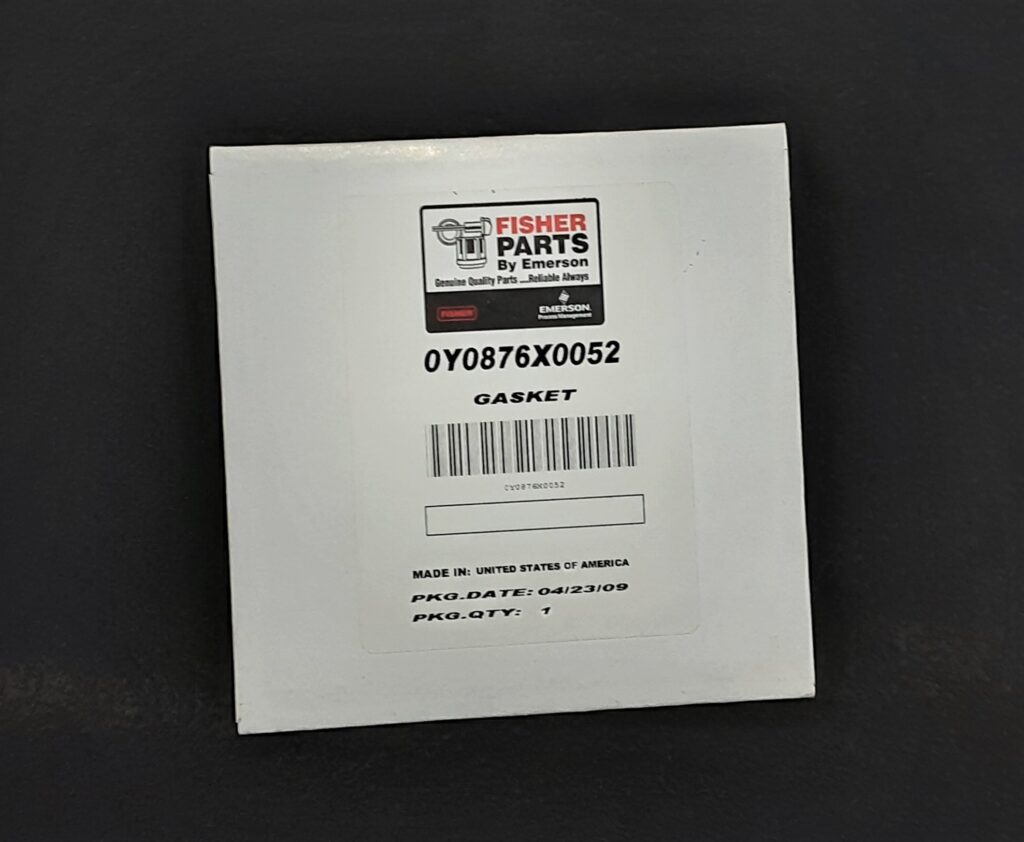 FISHER
PARTS
By Emerson
Genuine Quality Parts ....Reliable Always
FISHER
EMERSON
Process Management
0Y0876X0052
GASKET
0Y0876X0052
MADE IN: UNITED STATES OF AMERICA
PKG.DATE: 04/23/09
PKG.QTY: 1